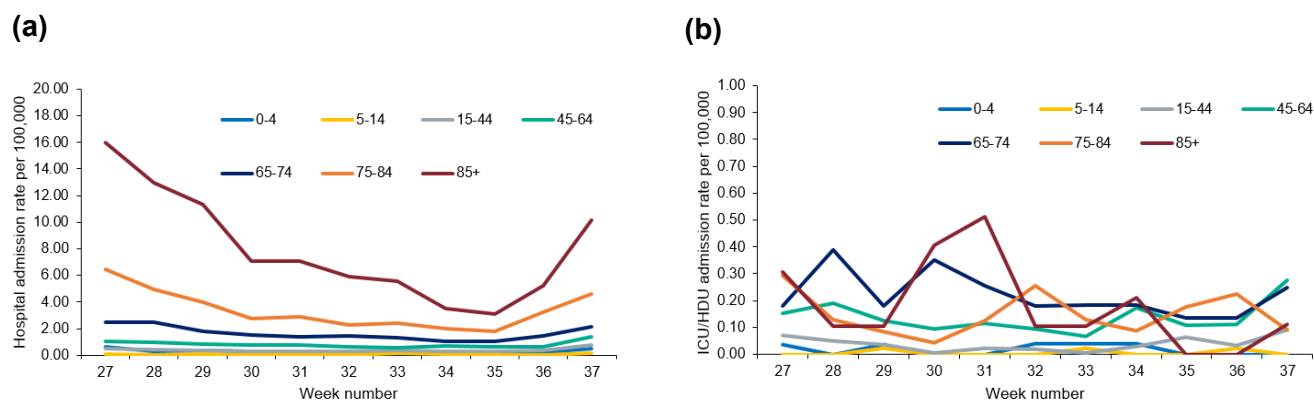 (a)
Hospital admission rate per 100,000
20.00
18.00
16.00
14.00
12.00
10.00
8.00
6.00
4.00
2.00
0.00
0-4 5-14 15-44 45-64
65-74 75-84 85+
27 28 29 30 31 32 33 34 35 36 37
Week number
(b)
ICU/HDU admission rate per 100,000
1.00
0.90
0.80
0.70
0.60
0.50
0.40
0.30
0.20
0.10
0.00
0-4 5-14 15-44 45-64
65-74 75-84 85+
27 28 29 30 31 32 33 34 35 36 37
Week number